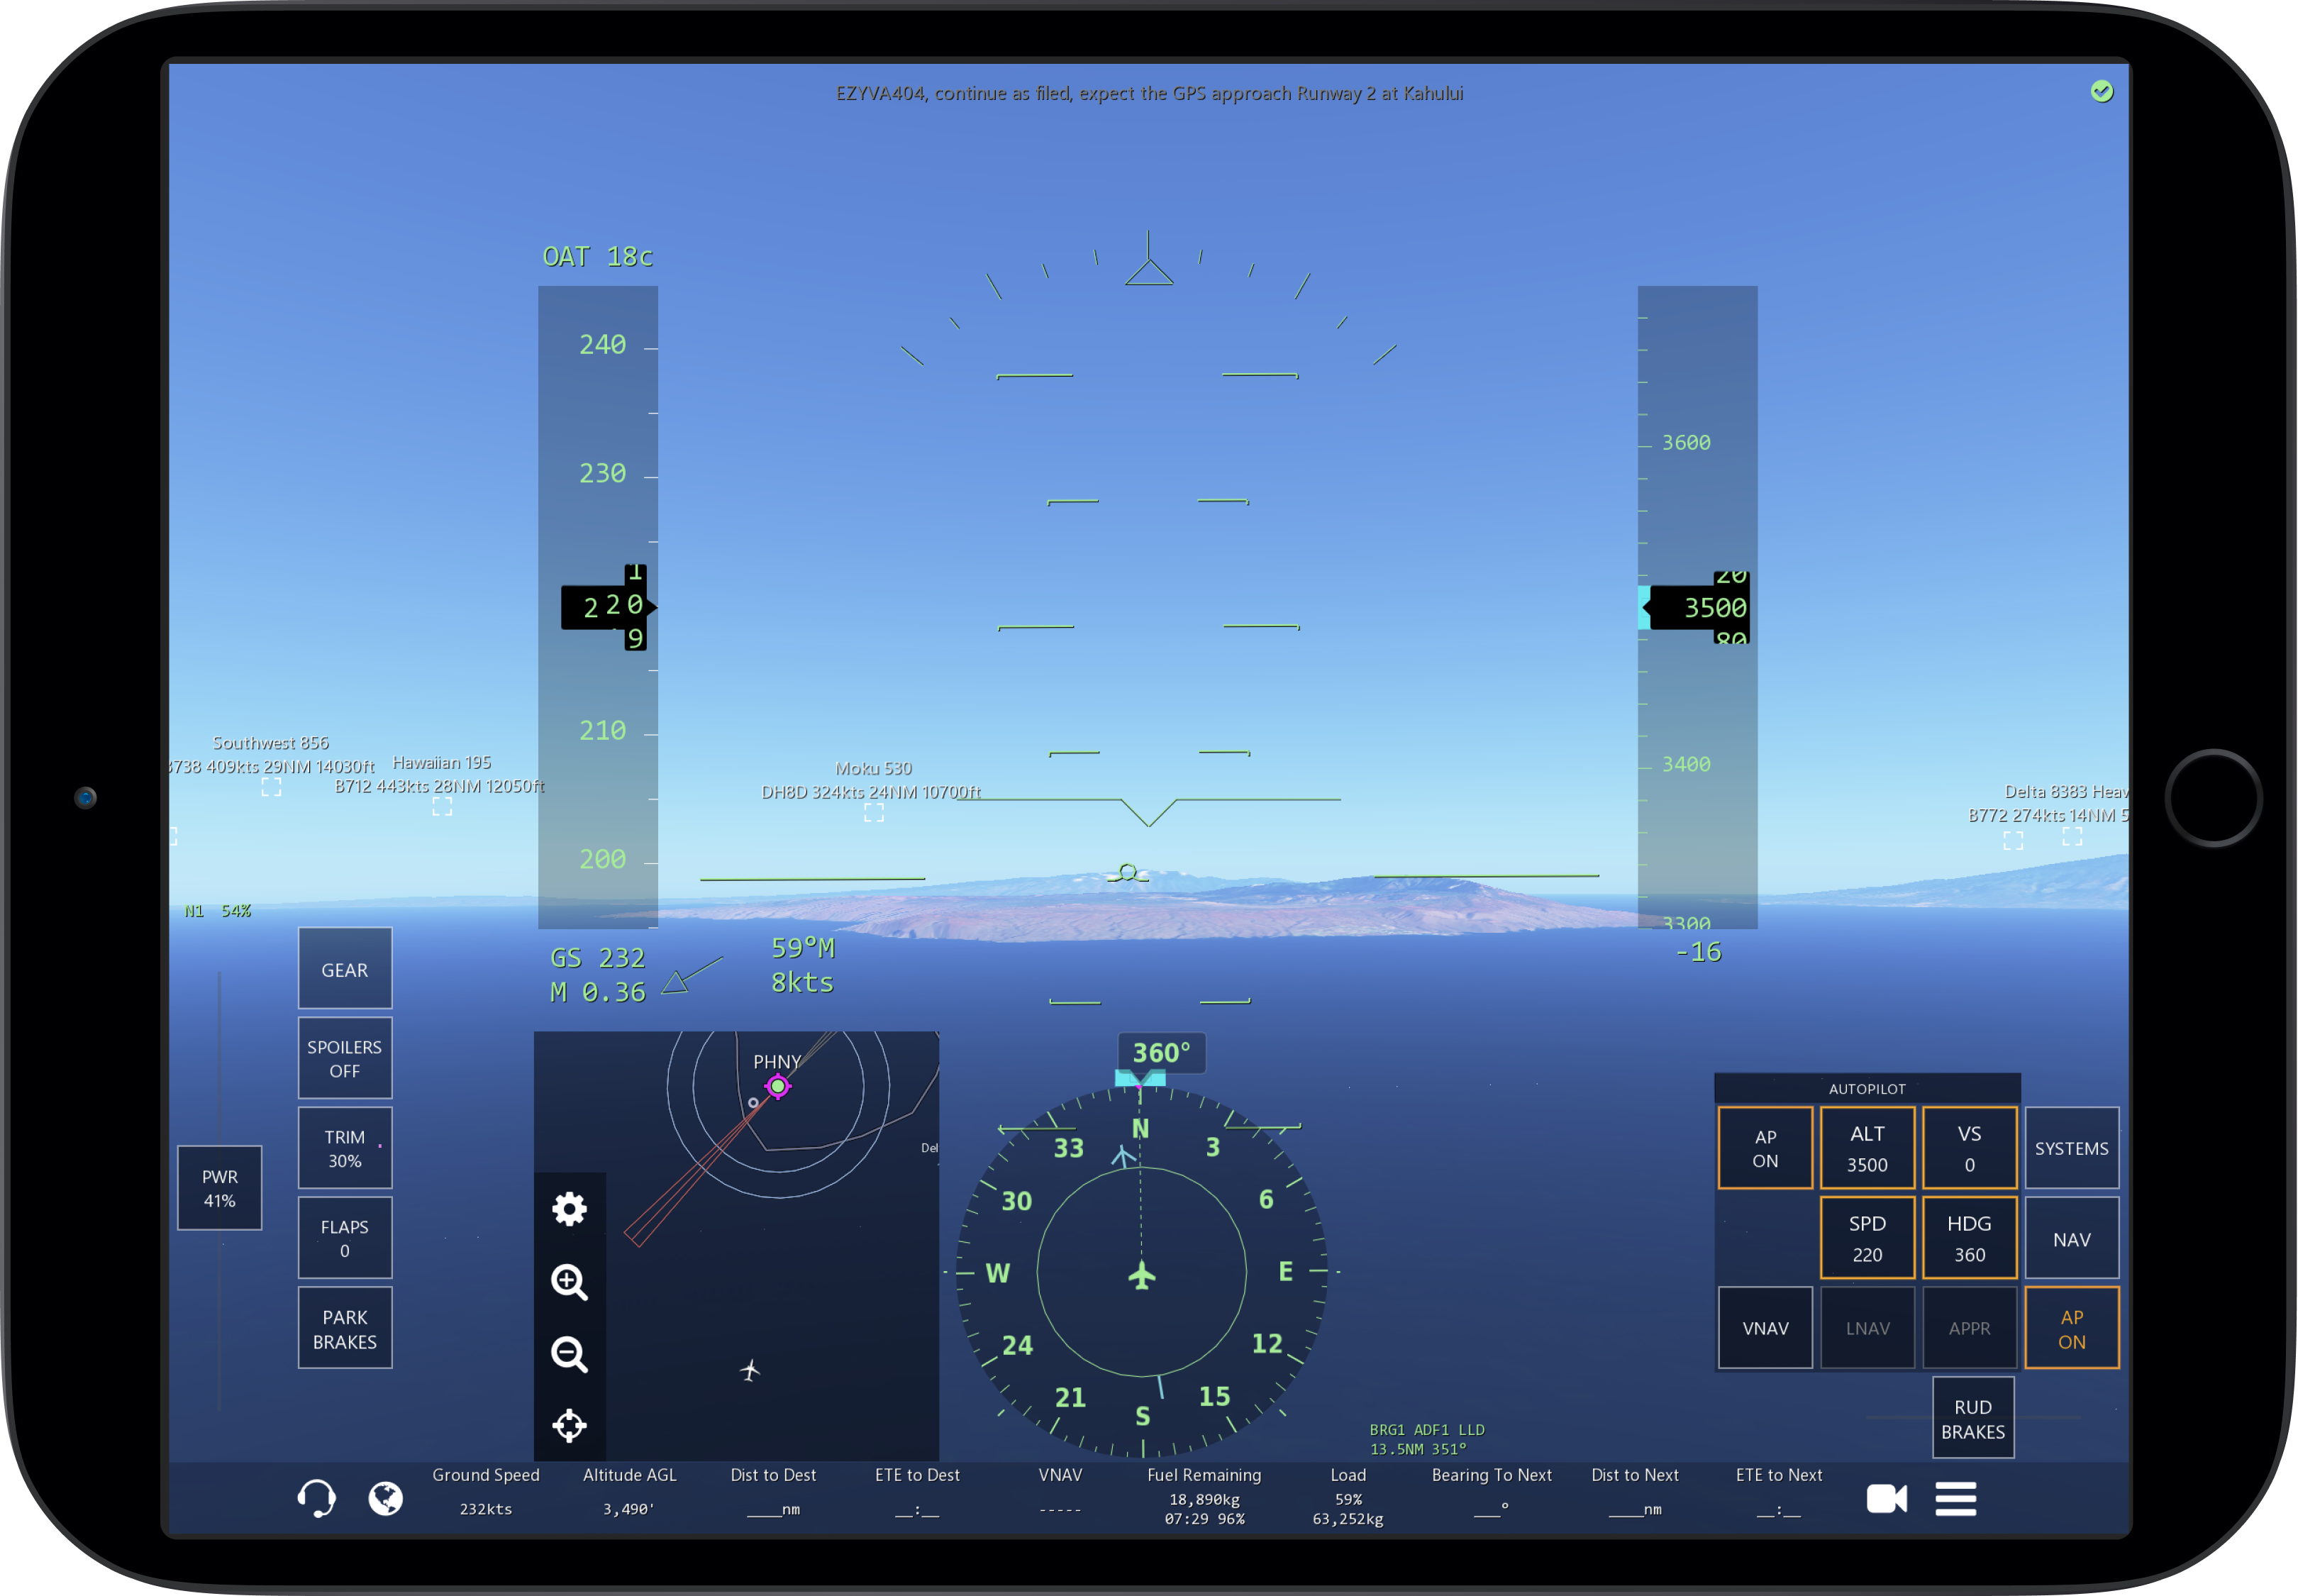 EZYVA404, continue as filed, expect the GPS approach Runway 2 at Kahului
OAT 18c
240
230
1
220
9
210
200
3600
20
3500
80
3400
3300
-16
Southwest 856
B738 409kts 29NM 14030ft
Hawaiian 195
B712 443kts 28NM 12050ft
Moku 530
DH8D 324kts 24NM 10700ft
Delta 8383 Heav
B772 274kts 14NM 5
N1 54%
GS 232
M 0.36
59°M
8kts
GEAR
SPOILERS
OFF
TRIM
30%
FLAPS
0
PARK
BRAKES
PWR
41%
PHNY
Del
360°
N
3
6
E
12
15
S
21
24
W
30
33
BRG1 ADF1 LLD
13.5NM 351°
AUTOPILOT
AP
ON
ALT
3500
VS
0
SYSTEMS
SPD
220
HDG
360
NAV
VNAV
LNAV
APPR
AP
ON
RUD
BRAKES
Ground Speed
232kts
Altitude AGL
3,490'
Dist to Dest
____nm
ETE to Dest
__:__
VNAV
-----
Fuel Remaining
18,890kg
07:29 96%
Load
59%
63,252kg
Bearing To Next
___°
Dist to Next
____nm
ETE to Next
__:__